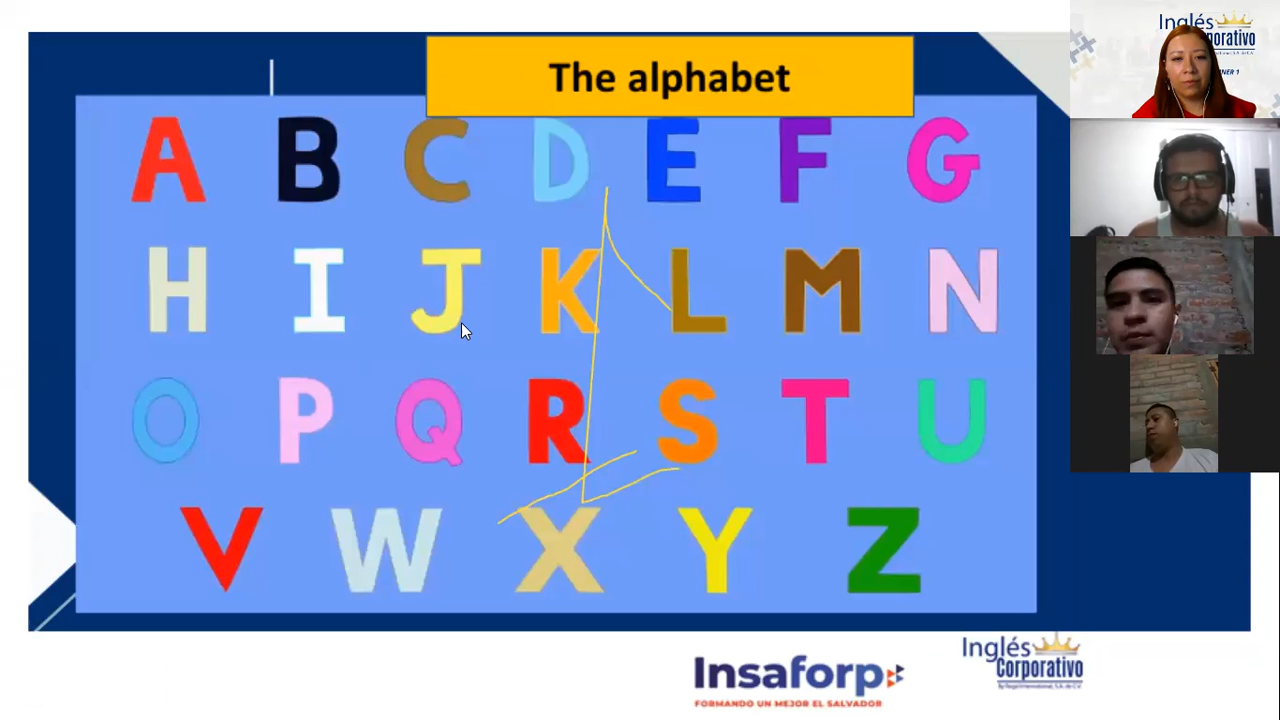 The alphabet
A B C D E F G
H I J K L M N
O P Q R S T U
V W X Y Z
Inglés
Corporativo
Insaforp
FORMANDO UN MEJOR EL SALVADOR
Inglés
Corporativo